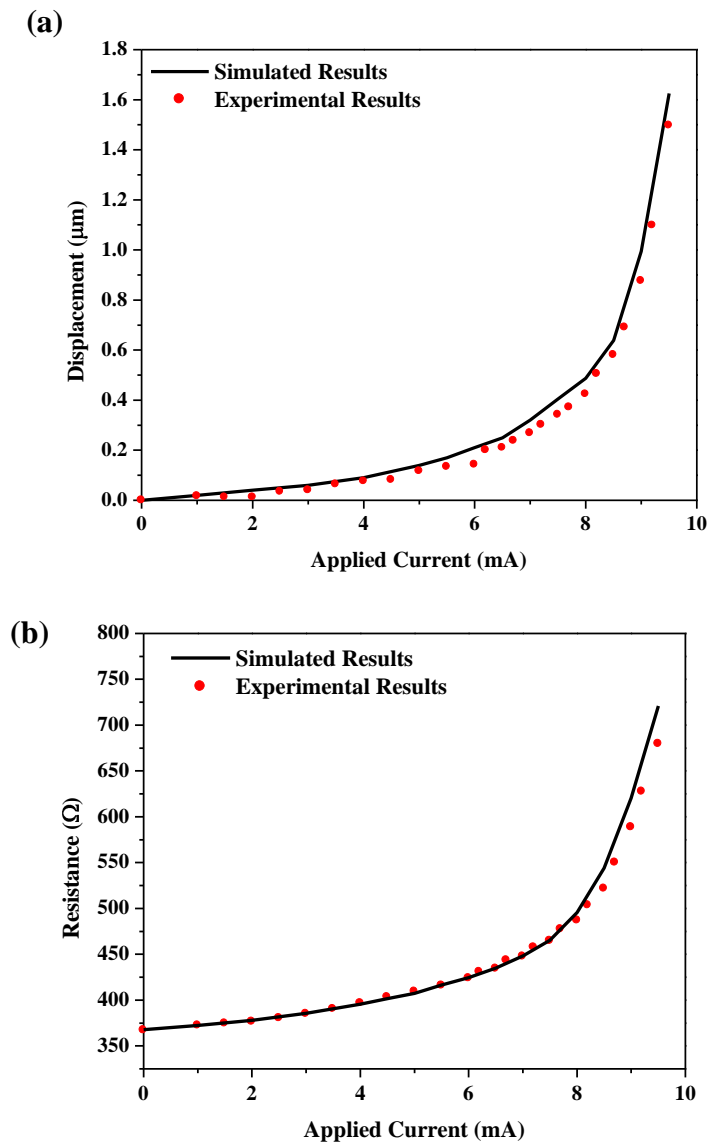 (a)
1.8
1.6
1.4
1.2
1.0
0.8
0.6
0.4
0.2
0.0
Displacement (μm)
Simulated Results
Experimental Results
0 2 4 6 8 10
Applied Current (mA)
(b)
800
750
700
650
600
550
500
450
400
350
Resistance (Ω)
Simulated Results
Experimental Results
0 2 4 6 8 10
Applied Current (mA)